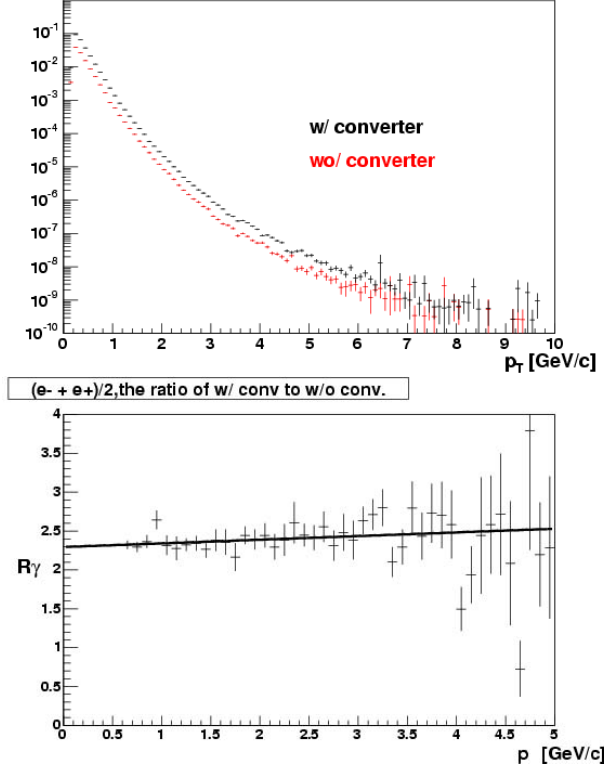 10^-1
10^-2
10^-3
10^-4
10^-5
10^-6
10^-7
10^-8
10^-9
10^-10
w/ converter
wo/ converter
0 1 2 3 4 5 6 7 8 9 10
p_T [GeV/c]
(e- + e+)/2,the ratio of w/ conv to w/o conv.
4
3.5
3
2.5
Rγ
2
1.5
1
0.5
0
0 0.5 1 1.5 2 2.5 3 3.5 4 4.5 5
p [GeV/c]